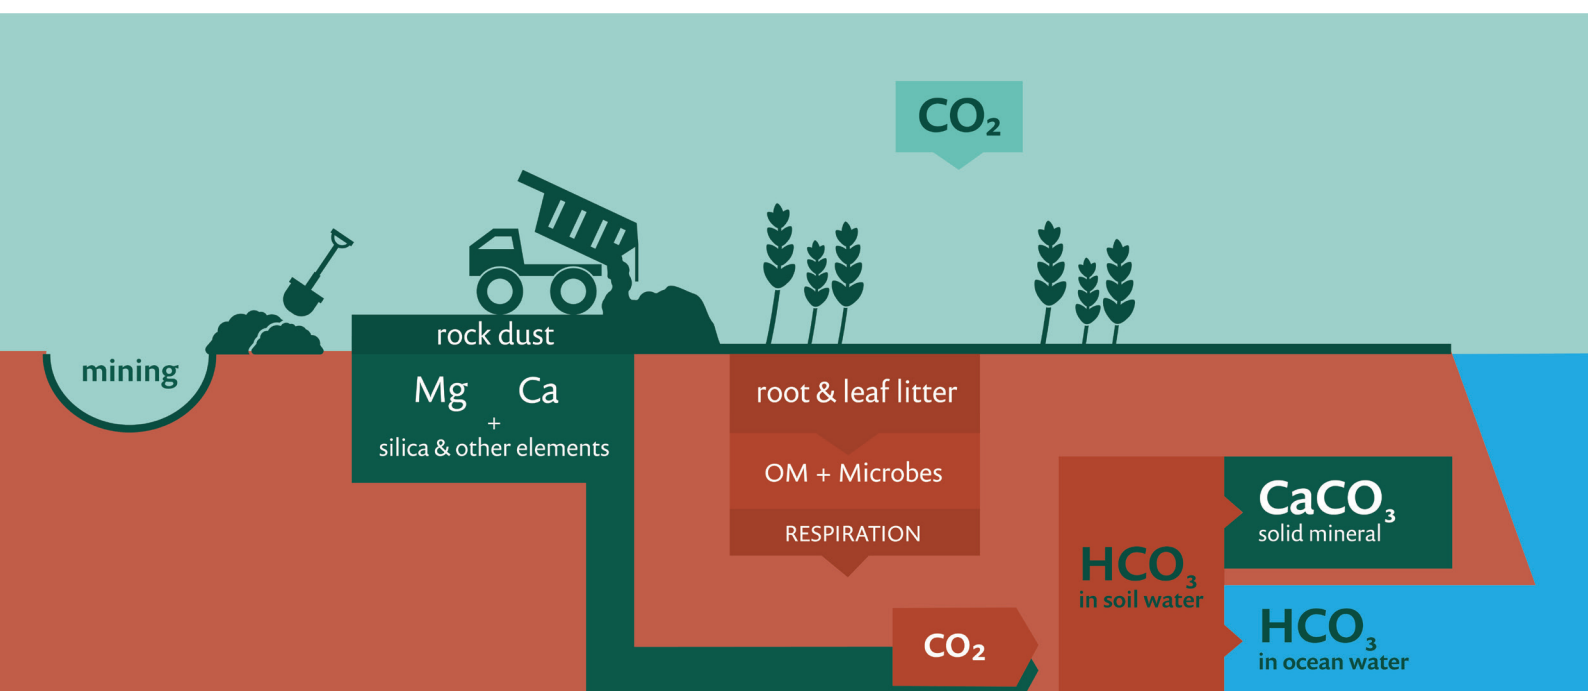 CO₂
mining
rock dust
Mg Ca
+
silica & other elements
root & leaf litter
OM + Microbes
RESPIRATION
CO₂
HCO₃
in soil water
CaCO₃
solid mineral
HCO₃
in ocean water